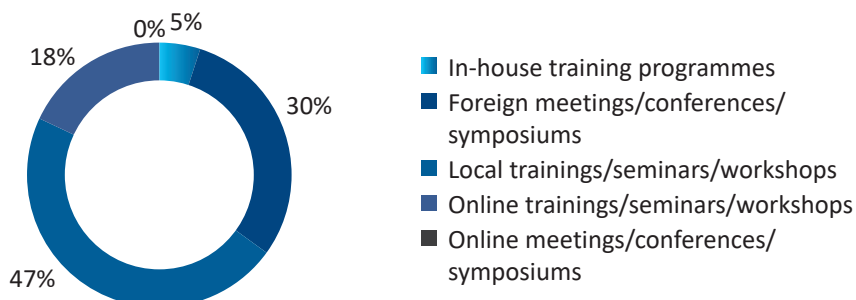 0%
5%
18%
30%
47%
In-house training programmes
Foreign meetings/conferences/
symposiums
Local trainings/seminars/workshops
Online trainings/seminars/workshops
Online meetings/conferences/
symposiums